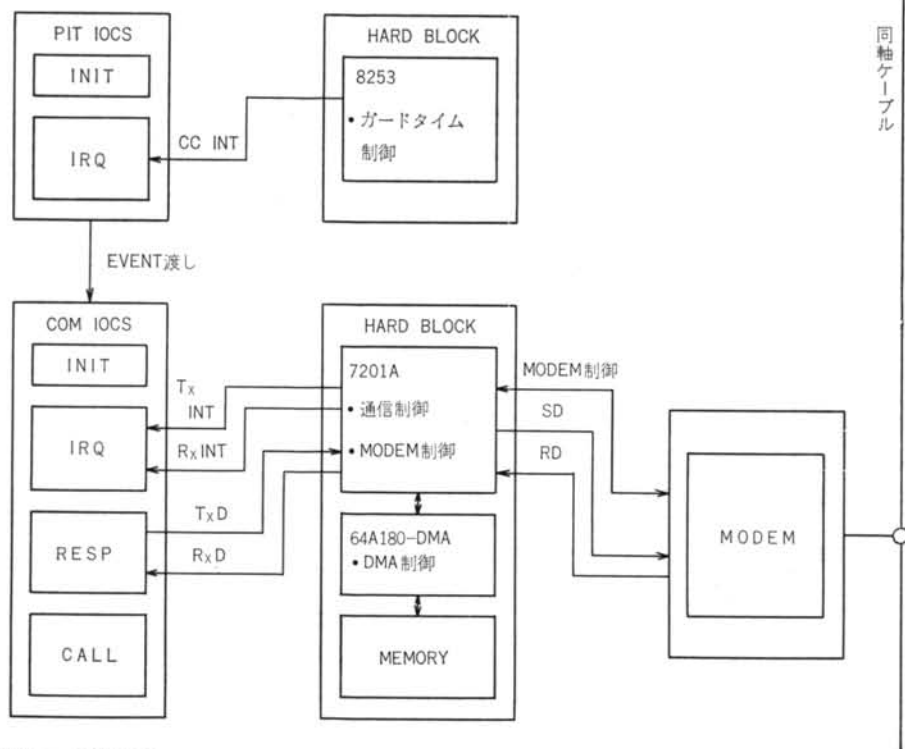 PIT IOCS
INIT
IRQ
CC INT
HARD BLOCK
8253
•ガードタイム
制御
同軸ケーブル
EVENT渡し
COM IOCS
INIT
IRQ
RESP
CALL
TX
INT
RXINT
TXD
RXD
HARD BLOCK
7201A
•通信制御
•MODEM制御
64A180-DMA
•DMA制御
MEMORY
MODEM制御
SD
RD
MODEM